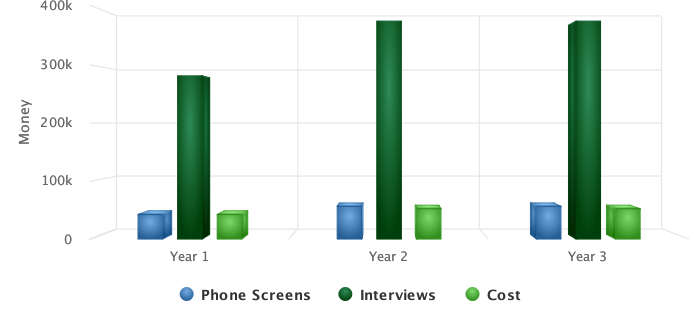 400k
300k
200k
100k
0
Money
Year 1 Year 2 Year 3
Phone Screens Interviews Cost